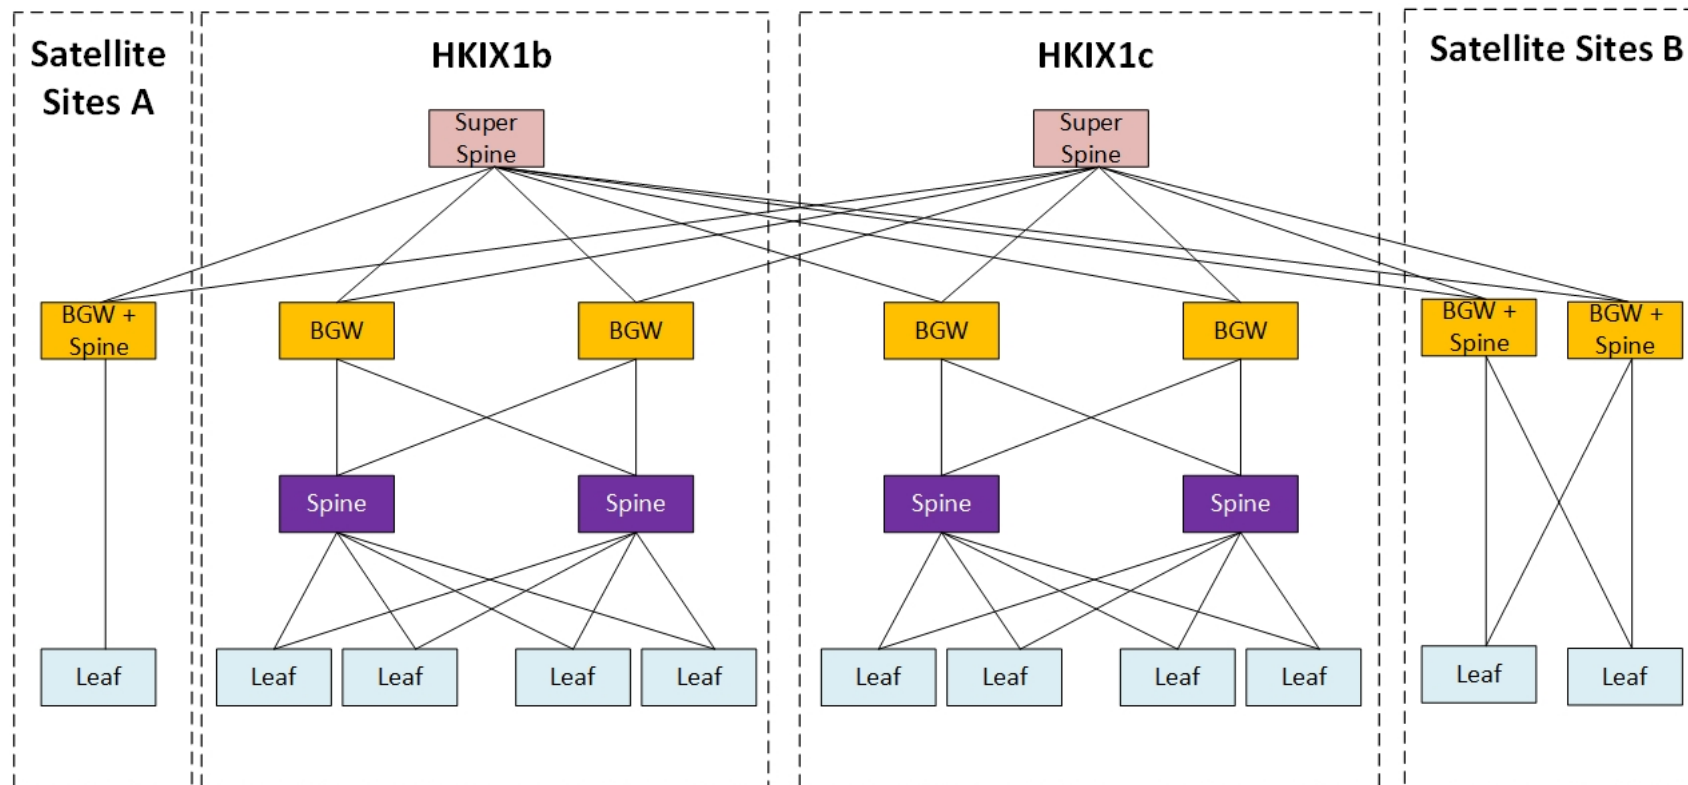 Satellite
Sites A
HKIX1b
HKIX1c
Satellite Sites B
Super
Spine
Super
Spine
BGW +
Spine
BGW
BGW
BGW
BGW
BGW +
Spine
BGW +
Spine
Spine
Spine
Spine
Spine
Leaf
Leaf
Leaf
Leaf
Leaf
Leaf
Leaf
Leaf
Leaf
Leaf
Leaf